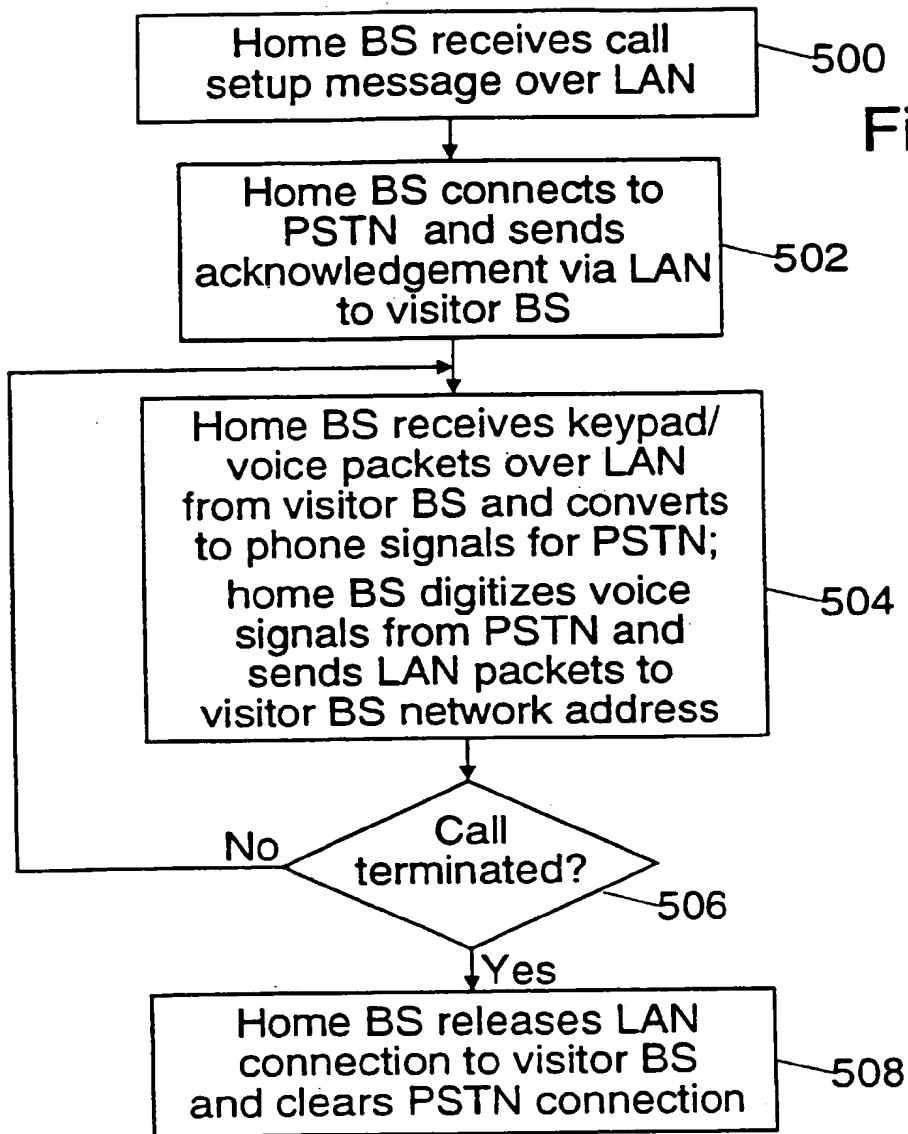 Home BS receives call
setup message over LAN
500
Home BS connects to
PSTN and sends
acknowledgement via LAN
to visitor BS
502
Home BS receives keypad/
voice packets over LAN
from visitor BS and converts
to phone signals for PSTN;
home BS digitizes voice
signals from PSTN and
sends LAN packets to
visitor BS network address
504
Call
terminated?
No
506
Yes
Home BS releases LAN
connection to visitor BS
and clears PSTN connection
508